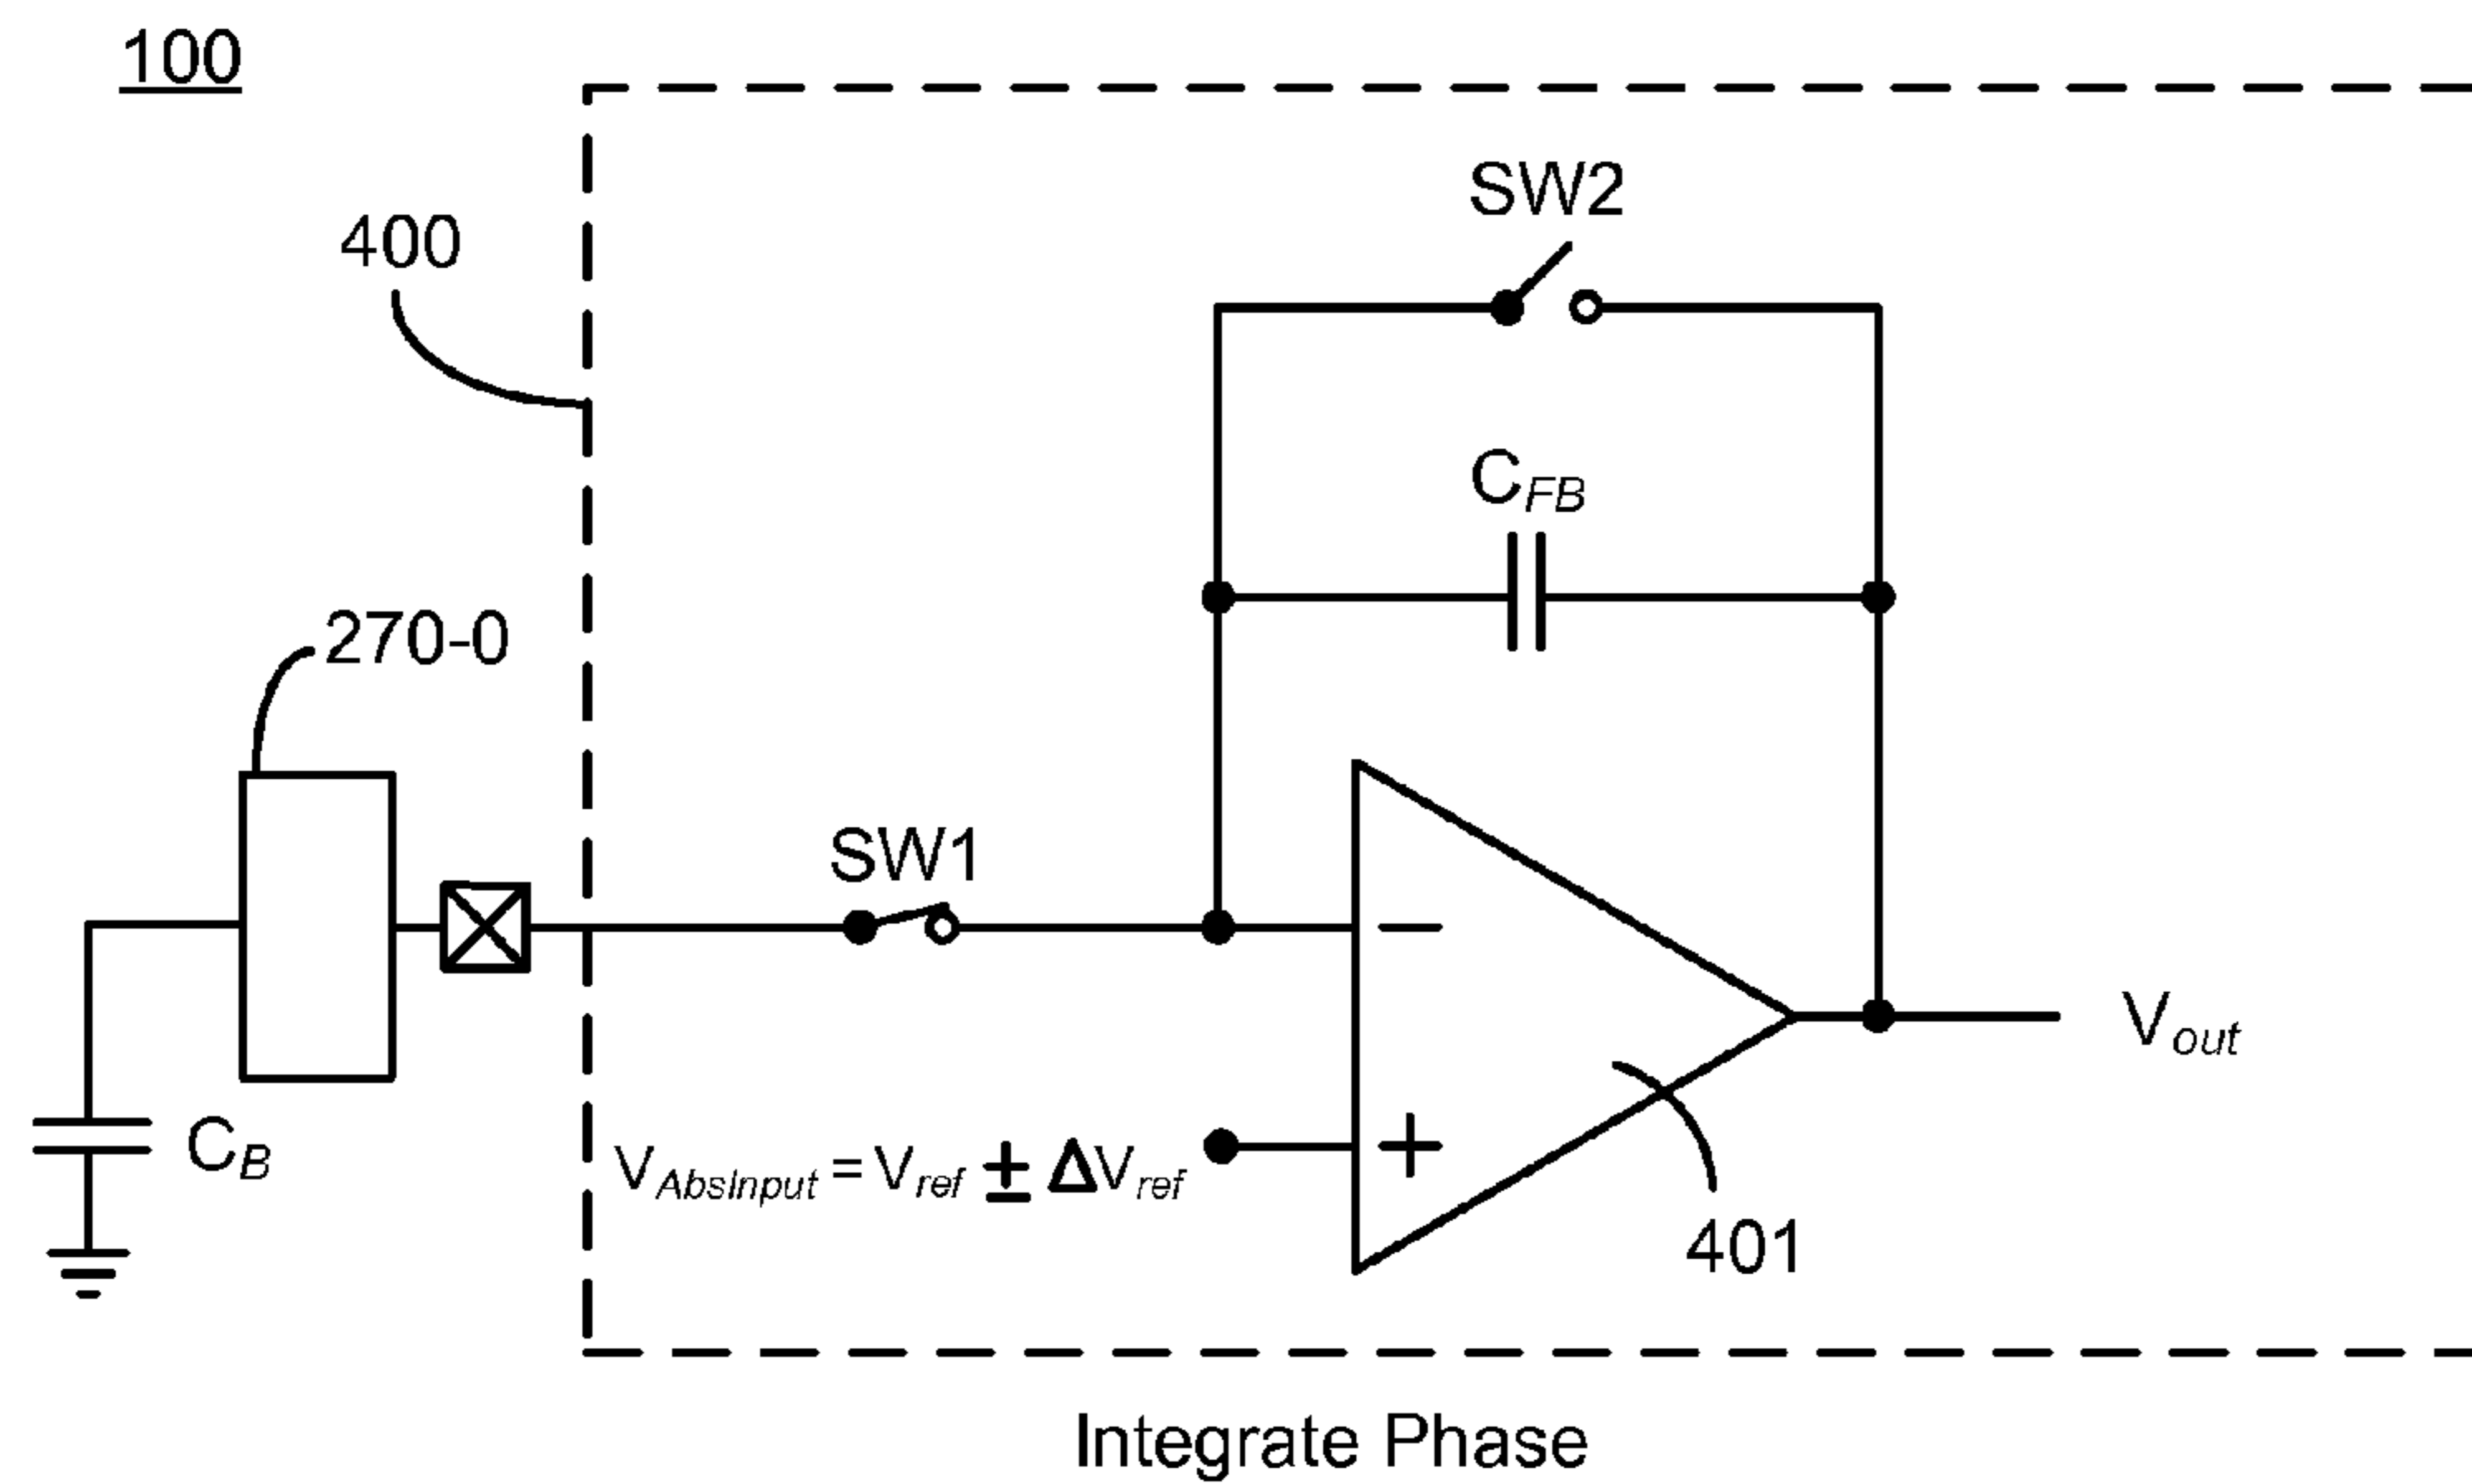 100
SW2
400
C_FB
270-0
SW1
V_out
C_B
V_AbsInput = V_ref ± ΔV_ref
− +
401
Integrate Phase